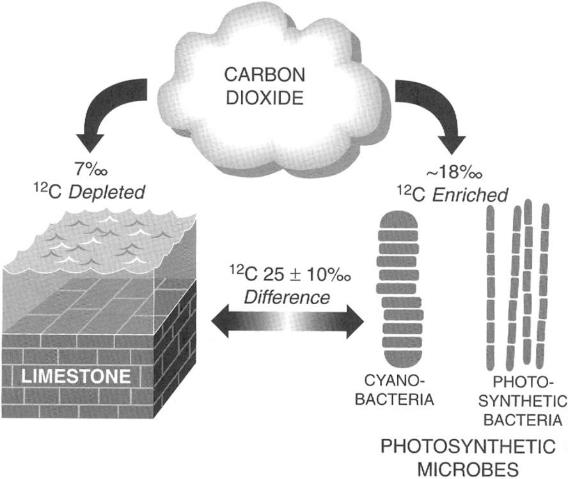 CARBON
DIOXIDE
7‰
¹²C Depleted
~18‰
¹²C Enriched
¹²C 25 ± 10‰
Difference
LIMESTONE
CYANO-
BACTERIA
PHOTO-
SYNTHETIC
BACTERIA
PHOTOSYNTHETIC
MICROBES